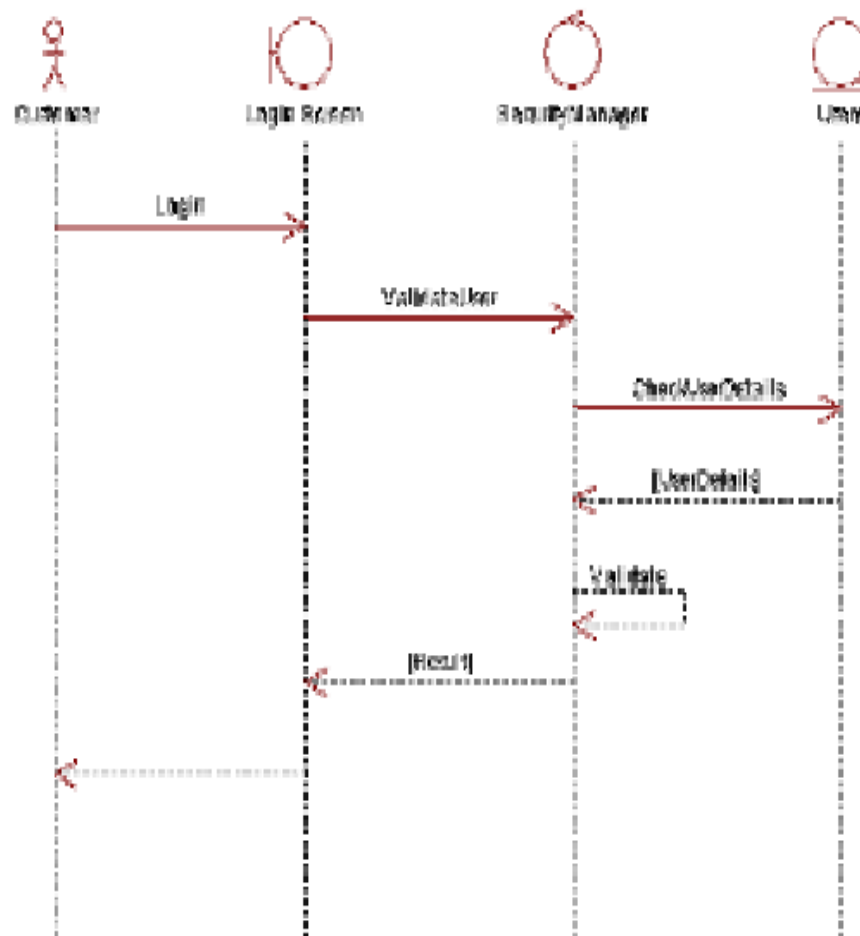 Customer
Login Screen
SecurityManager
Login
ValidateUser
CheckUserDetails
[UserDetails]
Validate
[Result]